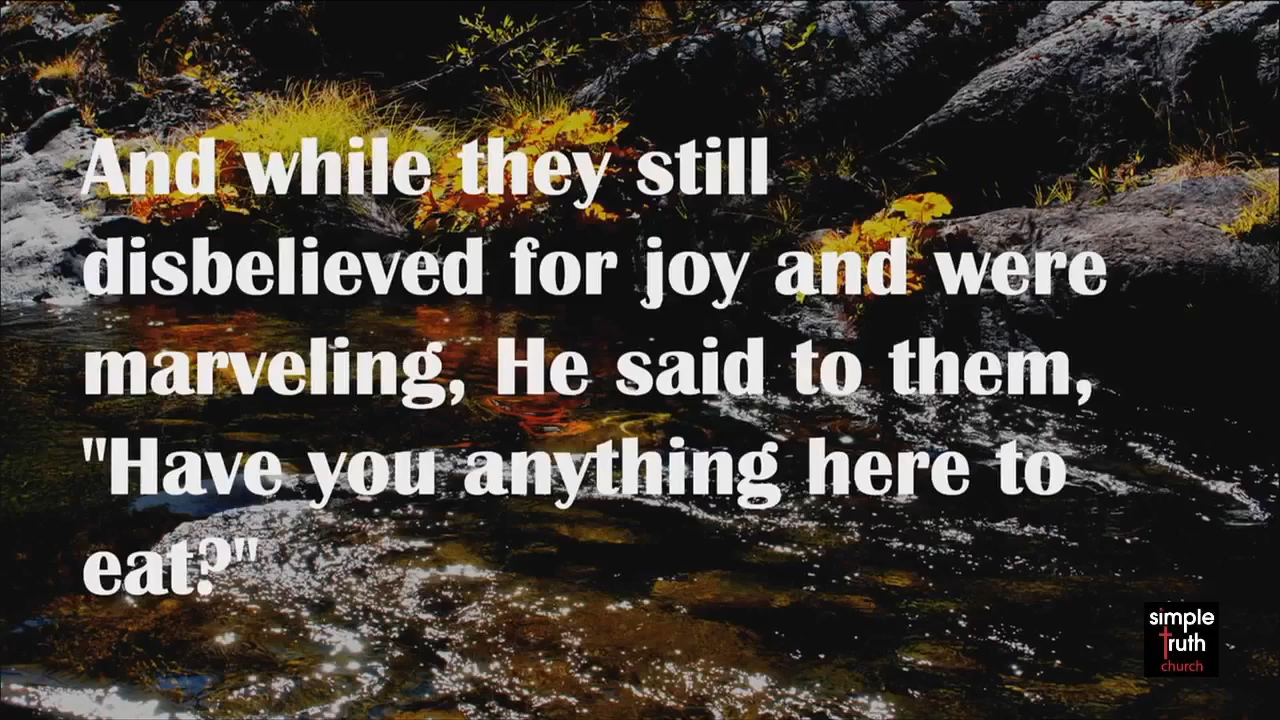 And while they still
disbelieved for joy and were
marveling, He said to them,
"Have you anything here to
eat?"
simple
truth
church